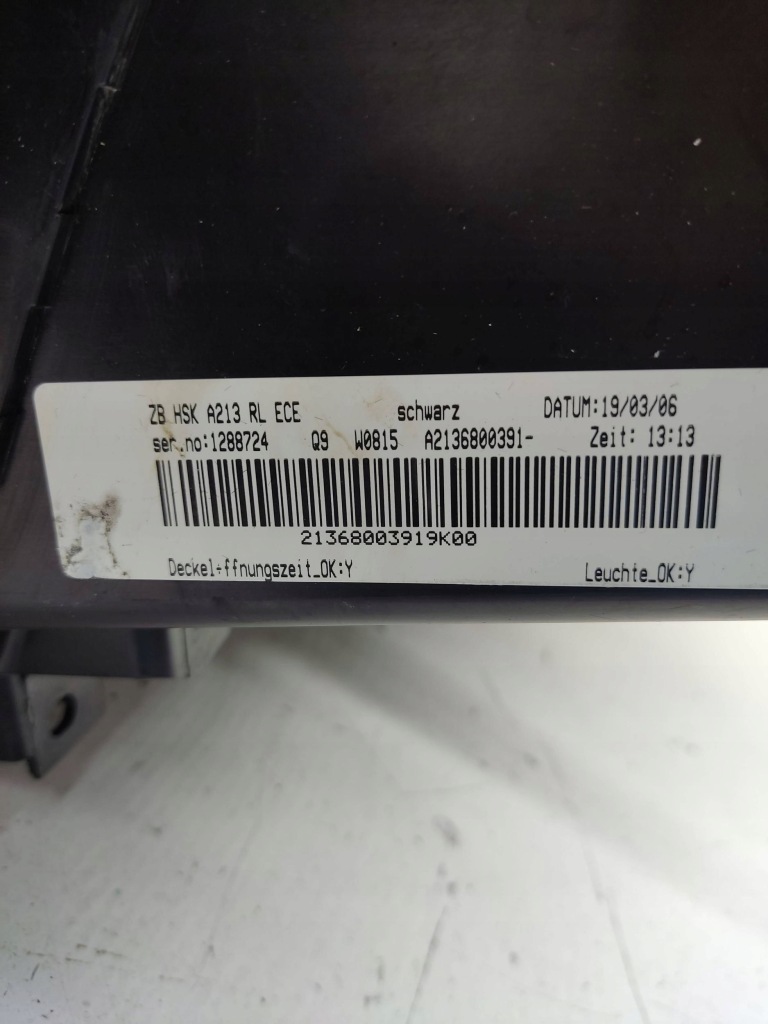 ZB HSK A213 RL ECE schwarz DATUM:19/03/06
ser.no:1288724 Q9 W0815 A2136800391- Zeit: 13:13
21368003919K00
Deckel÷ffnungszeit_OK:Y Leuchte_OK:Y